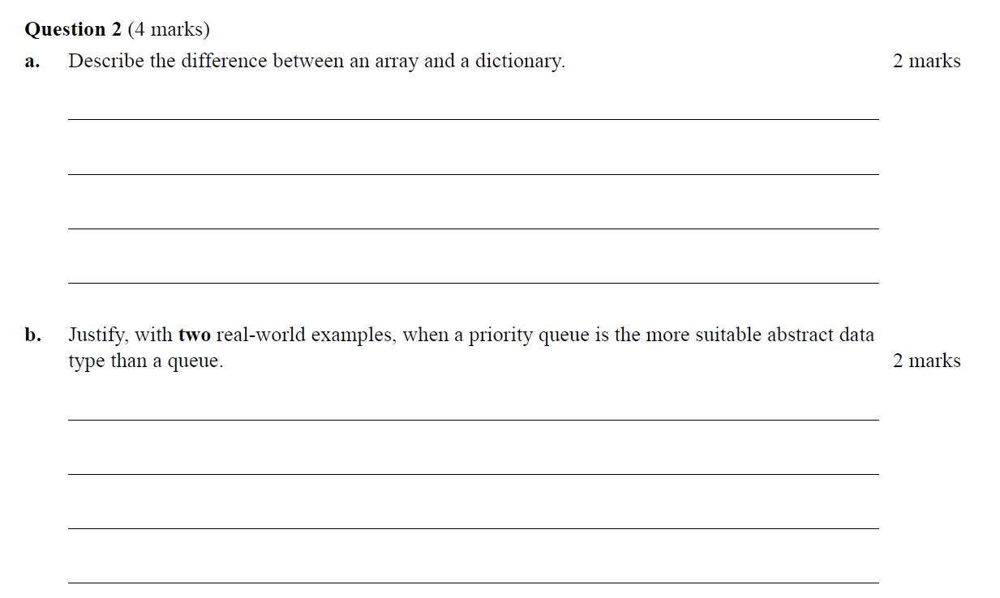 Question 2 (4 marks)
a. Describe the difference between an array and a dictionary. 2 marks
b. Justify, with two real-world examples, when a priority queue is the more suitable abstract data
type than a queue. 2 marks